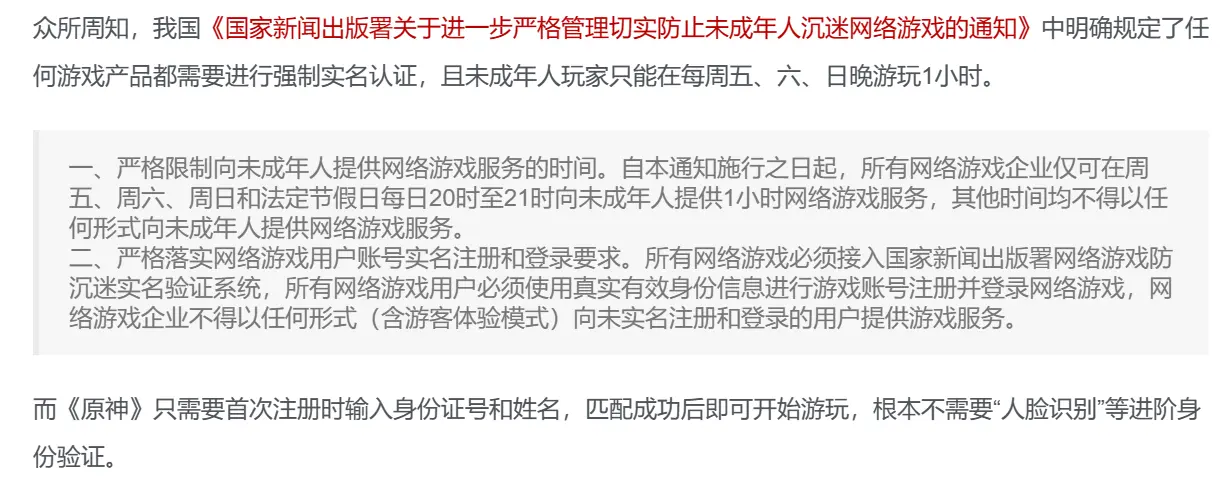 众所周知，我国《国家新闻出版署关于进一步严格管理切实防止未成年人沉迷网络游戏的通知》中明确规定了任
何游戏产品都需要进行强制实名认证，且未成年人玩家只能在每周五、六、日晚游玩1小时。
一、严格限制向未成年人提供网络游戏服务的时间。自本通知施行之日起，所有网络游戏企业仅可在周
五、周六、周日和法定节假日每日20时至21时向未成年人提供1小时网络游戏服务，其他时间均不得以任
何形式向未成年人提供网络游戏服务。
二、严格落实网络游戏用户账号实名注册和登录要求。所有网络游戏必须接入国家新闻出版署网络游戏防
沉迷实名验证系统，所有网络游戏用户必须使用真实有效身份信息进行游戏账号注册并登录网络游戏，网
络游戏企业不得以任何形式（含游客体验模式）向未实名注册和登录的用户提供游戏服务。
而《原神》只需要首次注册时输入身份证号和姓名，匹配成功后即可开始游玩，根本不需要“人脸识别”等进阶身
份验证。